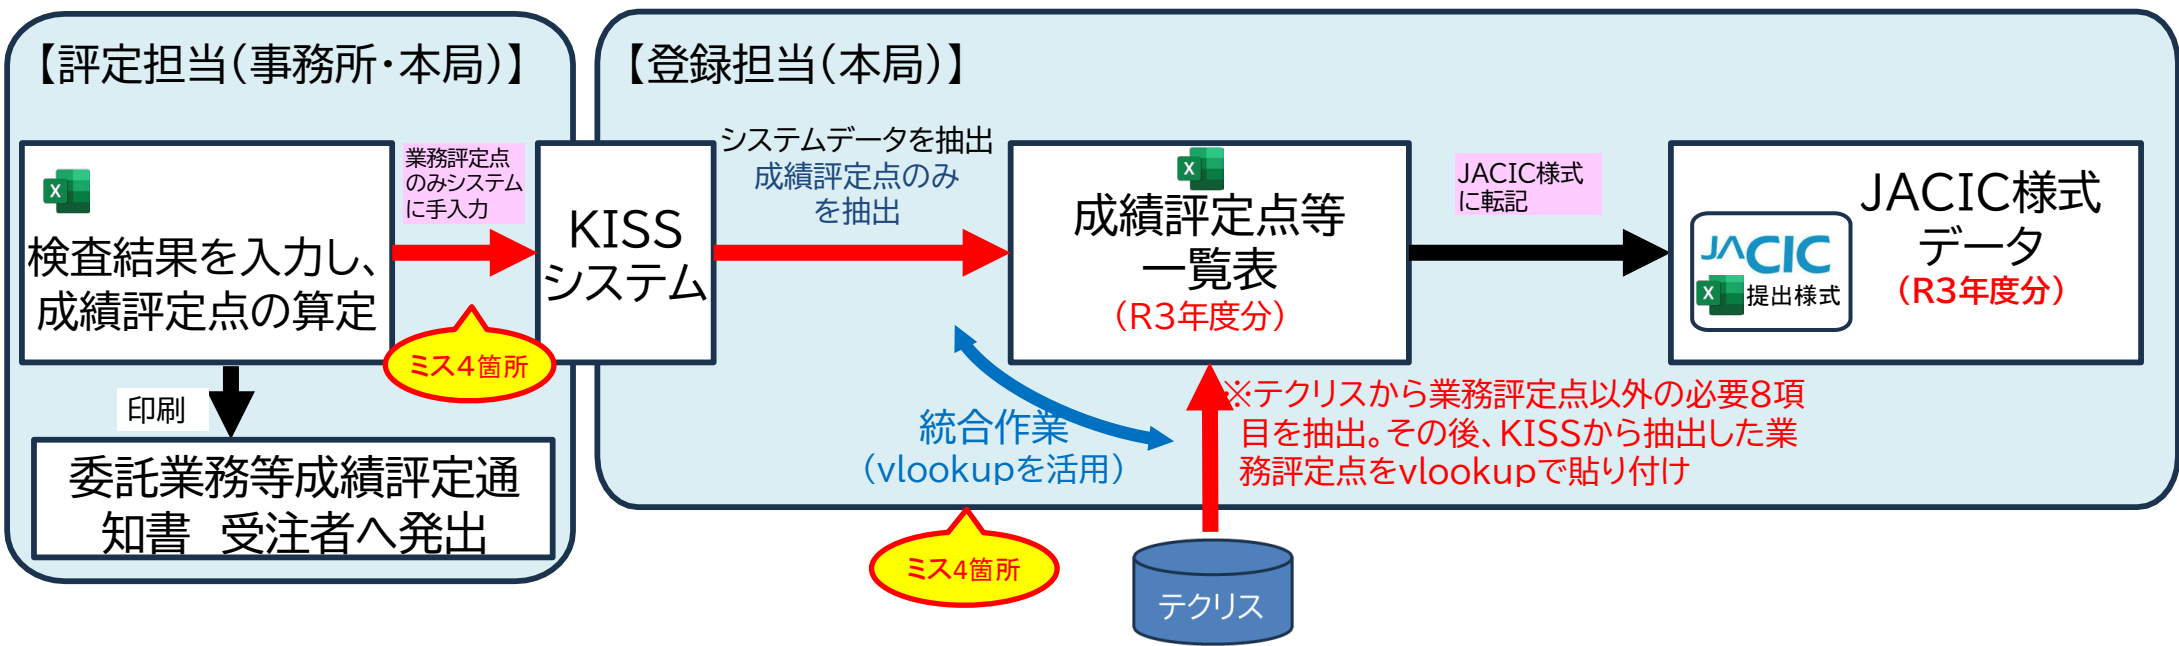 【評定担当(事務所・本局)】
【登録担当(本局)】
検査結果を入力し、
成績評定点の算定
業務評定点
のみシステム
に手入力
ミス4箇所
印刷
委託業務等成績評定通
知書　受注者へ発出
KISS
システム
システムデータを抽出
成績評定点のみ
を抽出
成績評定点等
一覧表
(R3年度分)
JACIC様式
に転記
JACIC様式
データ
(R3年度分)
JACIC
提出様式
統合作業
(vlookupを活用)
ミス4箇所
※テクリスから業務評定点以外の必要8項
目を抽出。その後、KISSから抽出した業
務評定点をvlookupで貼り付け
テクリス